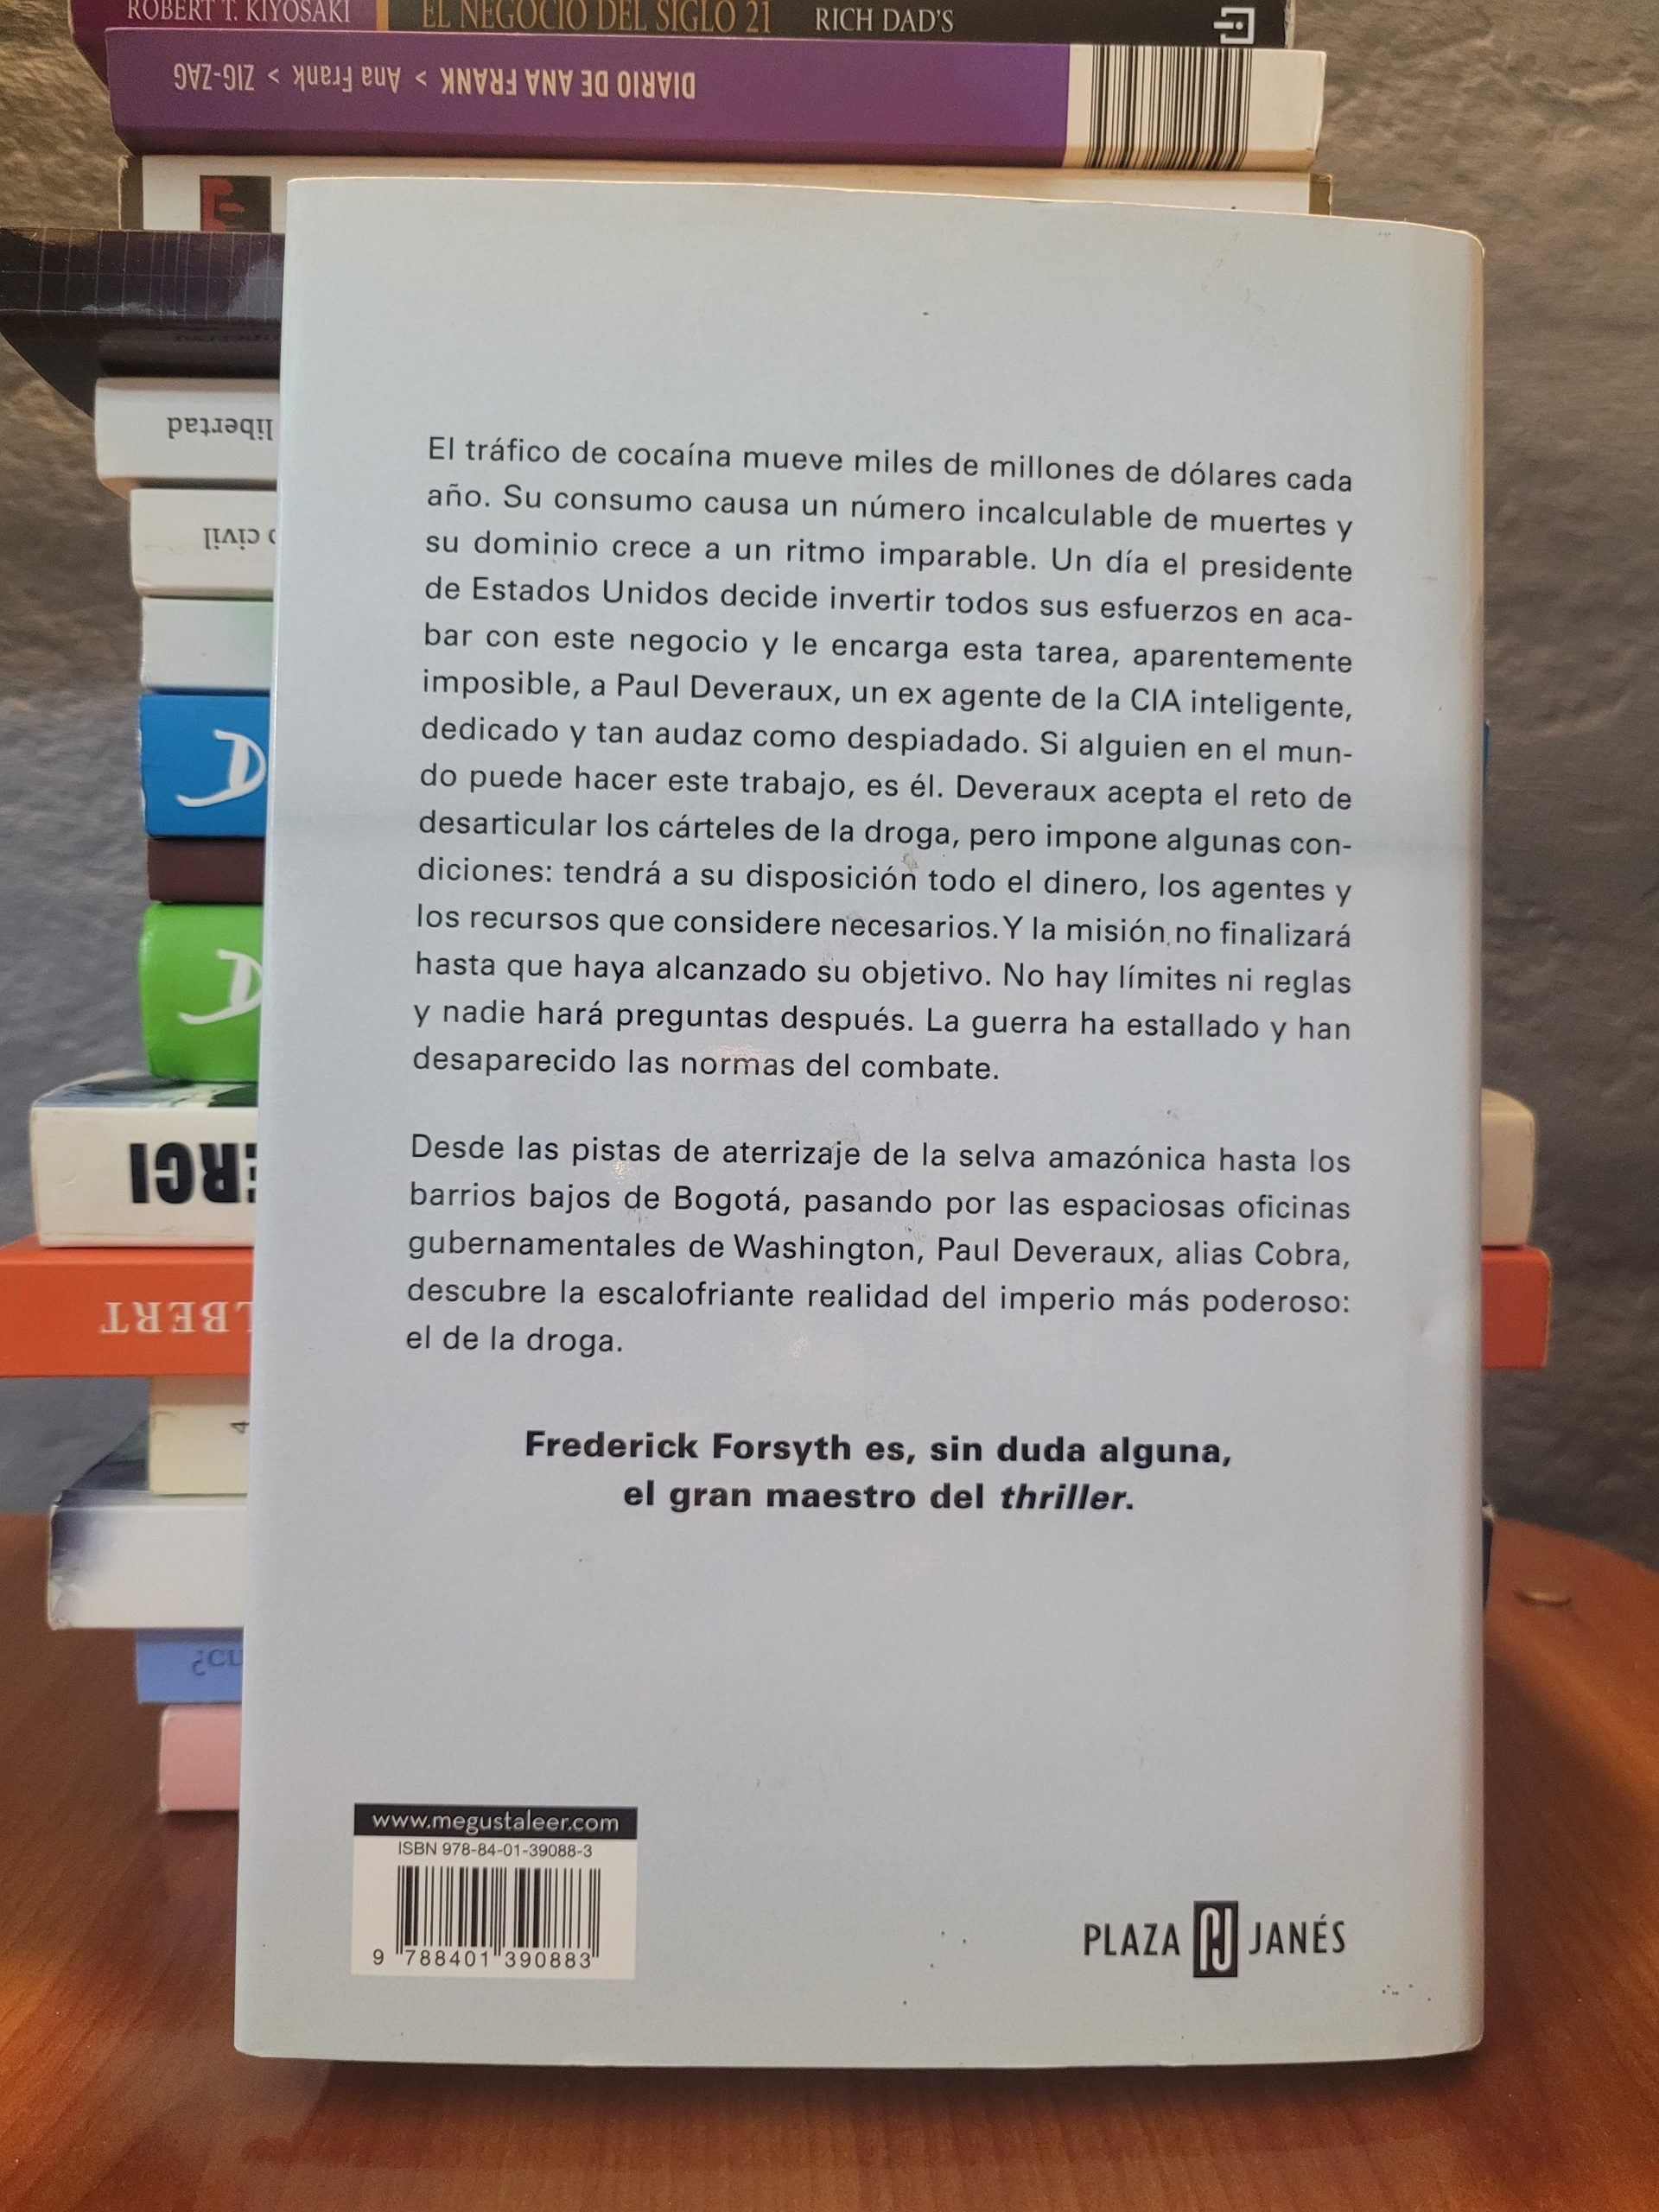 ROBERT T. KIYOSAKI EL NEGOCIO DEL SIGLO 21 RICH DAD'S
DIARIO DE ANA FRANK > Ana Frank > ZIG-ZAG
libertad
civil
El tráfico de cocaína mueve miles de millones de dólares cada
año. Su consumo causa un número incalculable de muertes y
su dominio crece a un ritmo imparable. Un día el presidente
de Estados Unidos decide invertir todos sus esfuerzos en aca-
bar con este negocio y le encarga esta tarea, aparentemente
imposible, a Paul Deveraux, un ex agente de la CIA inteligente,
dedicado y tan audaz como despiadado. Si alguien en el mun-
do puede hacer este trabajo, es él. Deveraux acepta el reto de
desarticular los cárteles de la droga, pero impone algunas con-
diciones: tendrá a su disposición todo el dinero, los agentes y
los recursos que considere necesarios. Y la misión no finalizará
hasta que haya alcanzado su objetivo. No hay límites ni reglas
y nadie hará preguntas después. La guerra ha estallado y han
desaparecido las normas del combate.
Desde las pistas de aterrizaje de la selva amazónica hasta los
barrios bajos de Bogotá, pasando por las espaciosas oficinas
gubernamentales de Washington, Paul Deveraux, alias Cobra,
descubre la escalofriante realidad del imperio más poderoso:
el de la droga.
Frederick Forsyth es, sin duda alguna,
el gran maestro del thriller.
ERCI
LBERT
4
www.megustaleer.com
ISBN 978-84-01-39088-3
9 788401 390883
PLAZA JANÉS